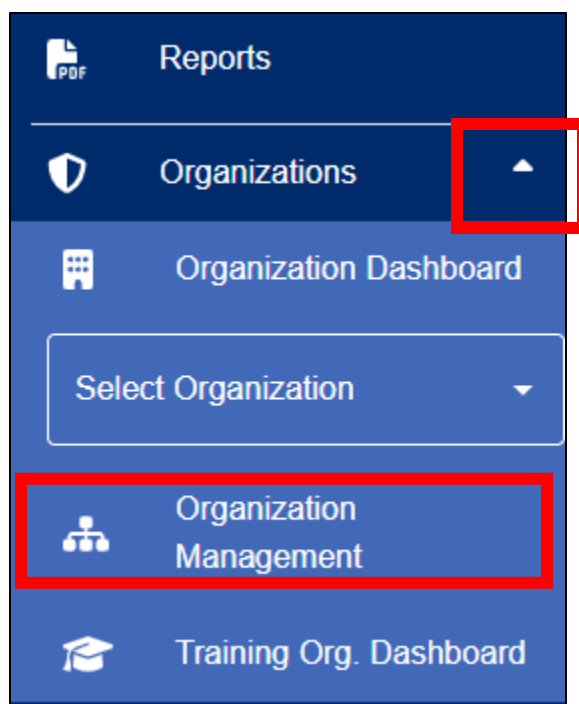 PDF
Reports
Organizations
Organization Dashboard
Select Organization
Organization
Management
Training Org. Dashboard